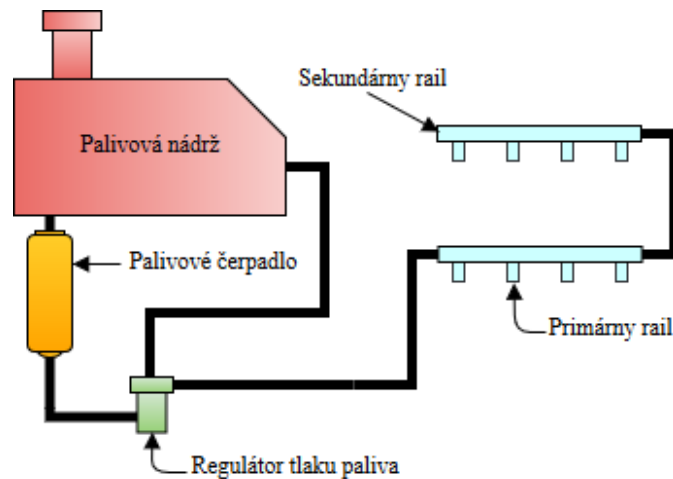 Sekundárny rail
Palivová nádrž
Palivové čerpadlo
Primárny rail
Regulátor tlaku paliva